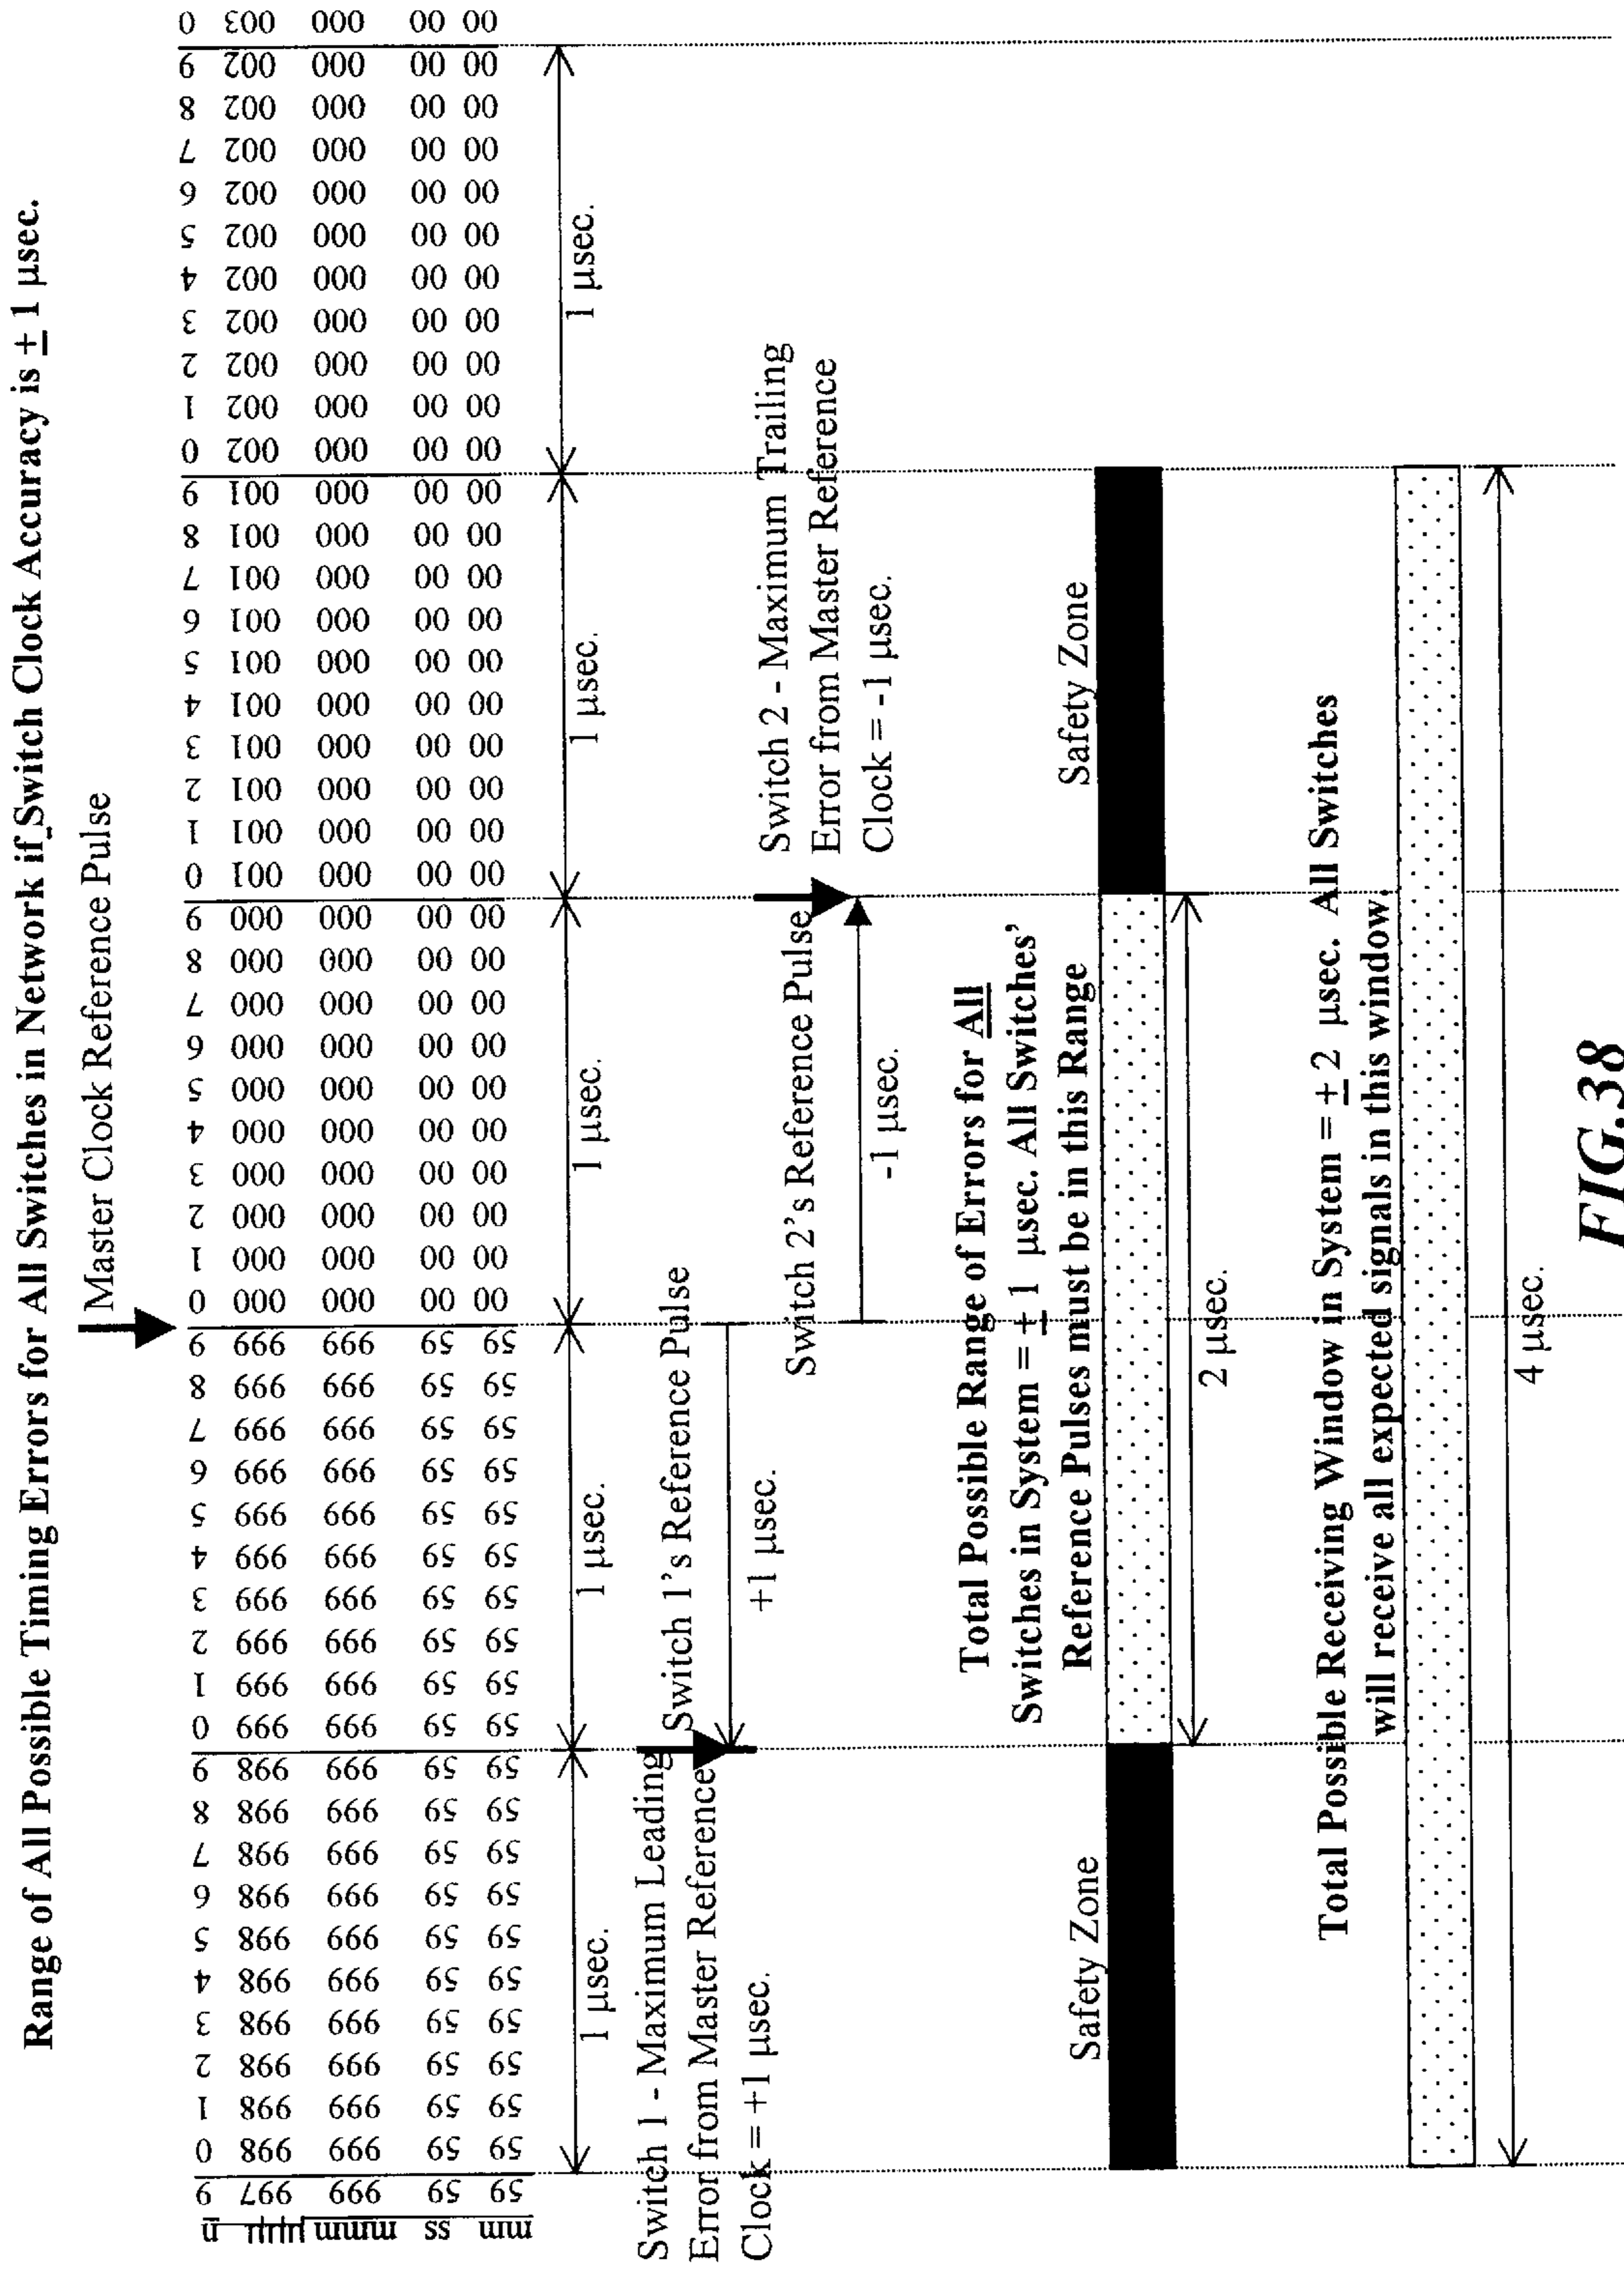 Range of All Possible Timing Errors for All Switches in Network if Switch Clock Accuracy is ± 1 µsec.
Master Clock Reference Pulse
mm ss mmm µµµ n
59 59 999 997 9
59 59 999 998 0
59 59 999 998 1
59 59 999 998 2
59 59 999 998 3
59 59 999 998 4
59 59 999 998 5
59 59 999 998 6
59 59 999 998 7
59 59 999 998 8
59 59 999 998 9
59 59 999 999 0
59 59 999 999 1
59 59 999 999 2
59 59 999 999 3
59 59 999 999 4
59 59 999 999 5
59 59 999 999 6
59 59 999 999 7
59 59 999 999 8
59 59 999 999 9
00 00 000 000 0
00 00 000 000 1
00 00 000 000 2
00 00 000 000 3
00 00 000 000 4
00 00 000 000 5
00 00 000 000 6
00 00 000 000 7
00 00 000 000 8
00 00 000 000 9
00 00 000 001 0
00 00 000 001 1
00 00 000 001 2
00 00 000 001 3
00 00 000 001 4
00 00 000 001 5
00 00 000 001 6
00 00 000 001 7
00 00 000 001 8
00 00 000 001 9
00 00 000 002 0
00 00 000 002 1
00 00 000 002 2
00 00 000 002 3
00 00 000 002 4
00 00 000 002 5
00 00 000 002 6
00 00 000 002 7
00 00 000 002 8
00 00 000 002 9
00 00 000 003 0
1 µsec.
1 µsec.
1 µsec.
1 µsec.
1 µsec.
Switch 1 - Maximum Leading
Error from Master Reference
Clock = +1 µsec.
Switch 1's Reference Pulse
+1 µsec.
Switch 2's Reference Pulse
-1 µsec.
Switch 2 - Maximum Trailing
Error from Master Reference
Clock = -1 µsec.
Total Possible Range of Errors for All
Switches in System = ± 1 µsec. All Switches'
Reference Pulses must be in this Range
Safety Zone
Safety Zone
2 µsec.
Total Possible Receiving Window in System = ± 2 µsec. All Switches
will receive all expected signals in this window.
4 µsec.
FIG.38